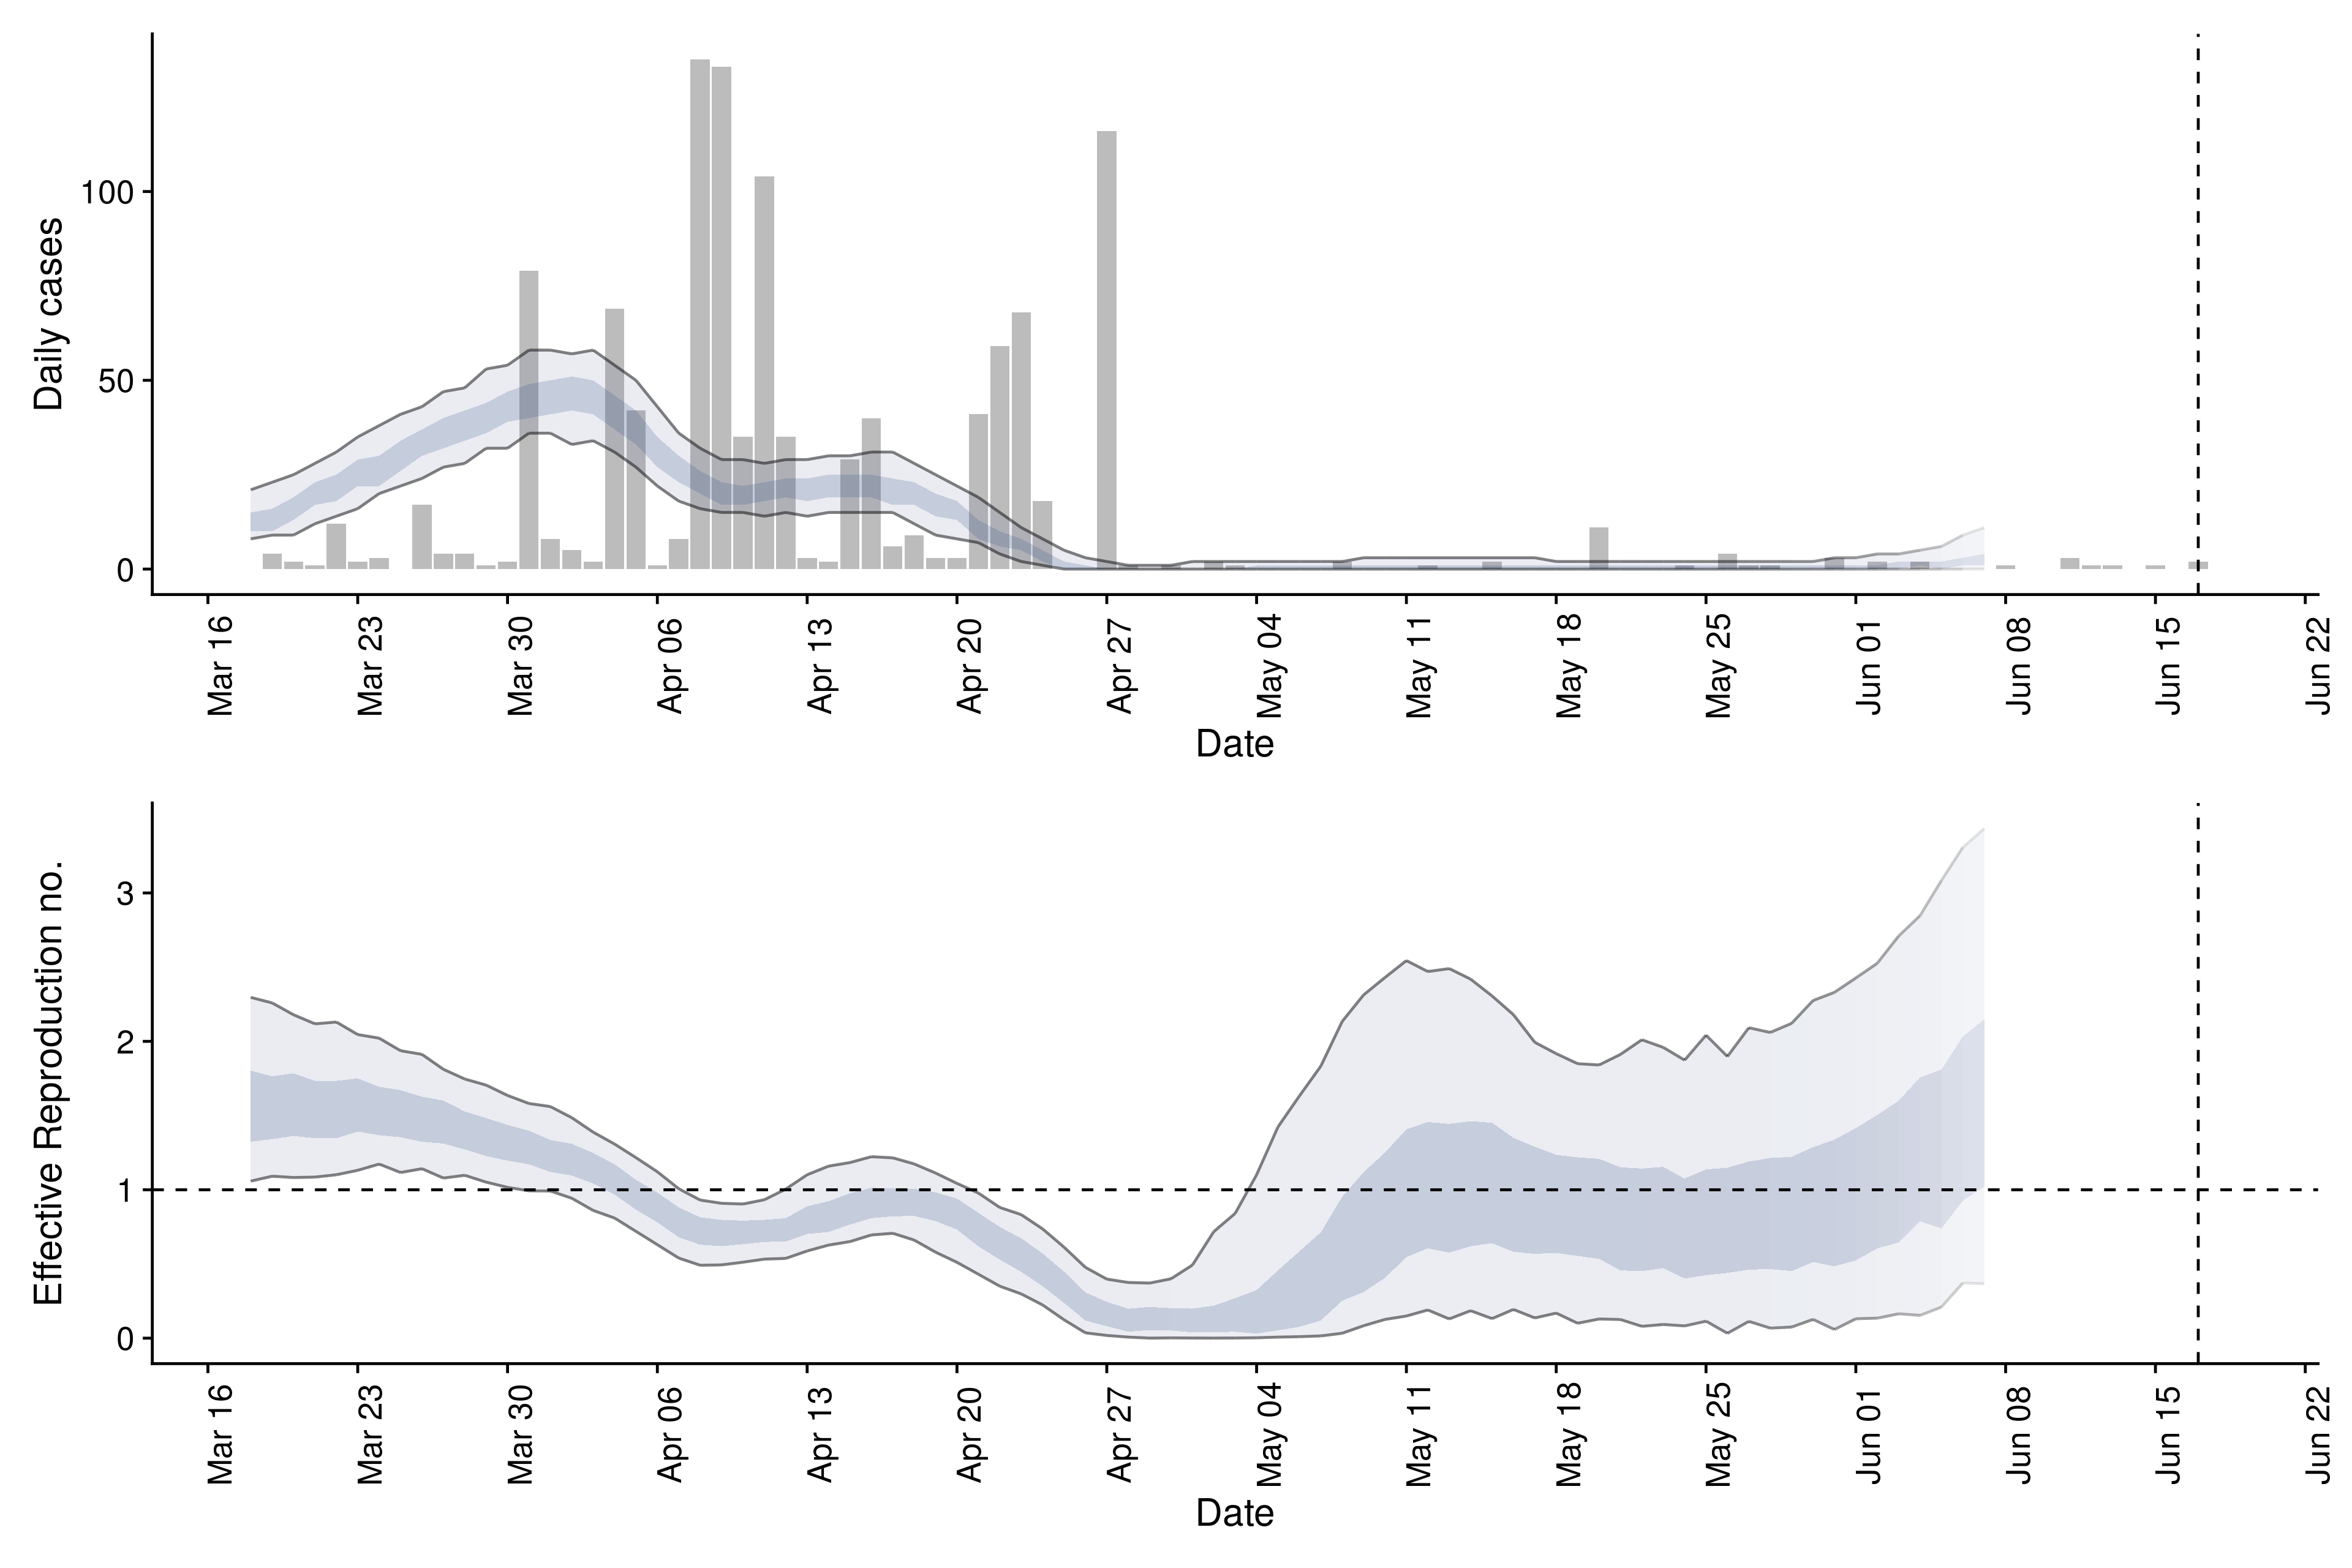 Daily cases
100
50
0
Mar 16
Mar 23
Mar 30
Apr 06
Apr 13
Apr 20
Apr 27
May 04
May 11
May 18
May 25
Jun 01
Jun 08
Jun 15
Jun 22
Date
Effective Reproduction no.
3
2
1
0
Mar 16
Mar 23
Mar 30
Apr 06
Apr 13
Apr 20
Apr 27
May 04
May 11
May 18
May 25
Jun 01
Jun 08
Jun 15
Jun 22
Date